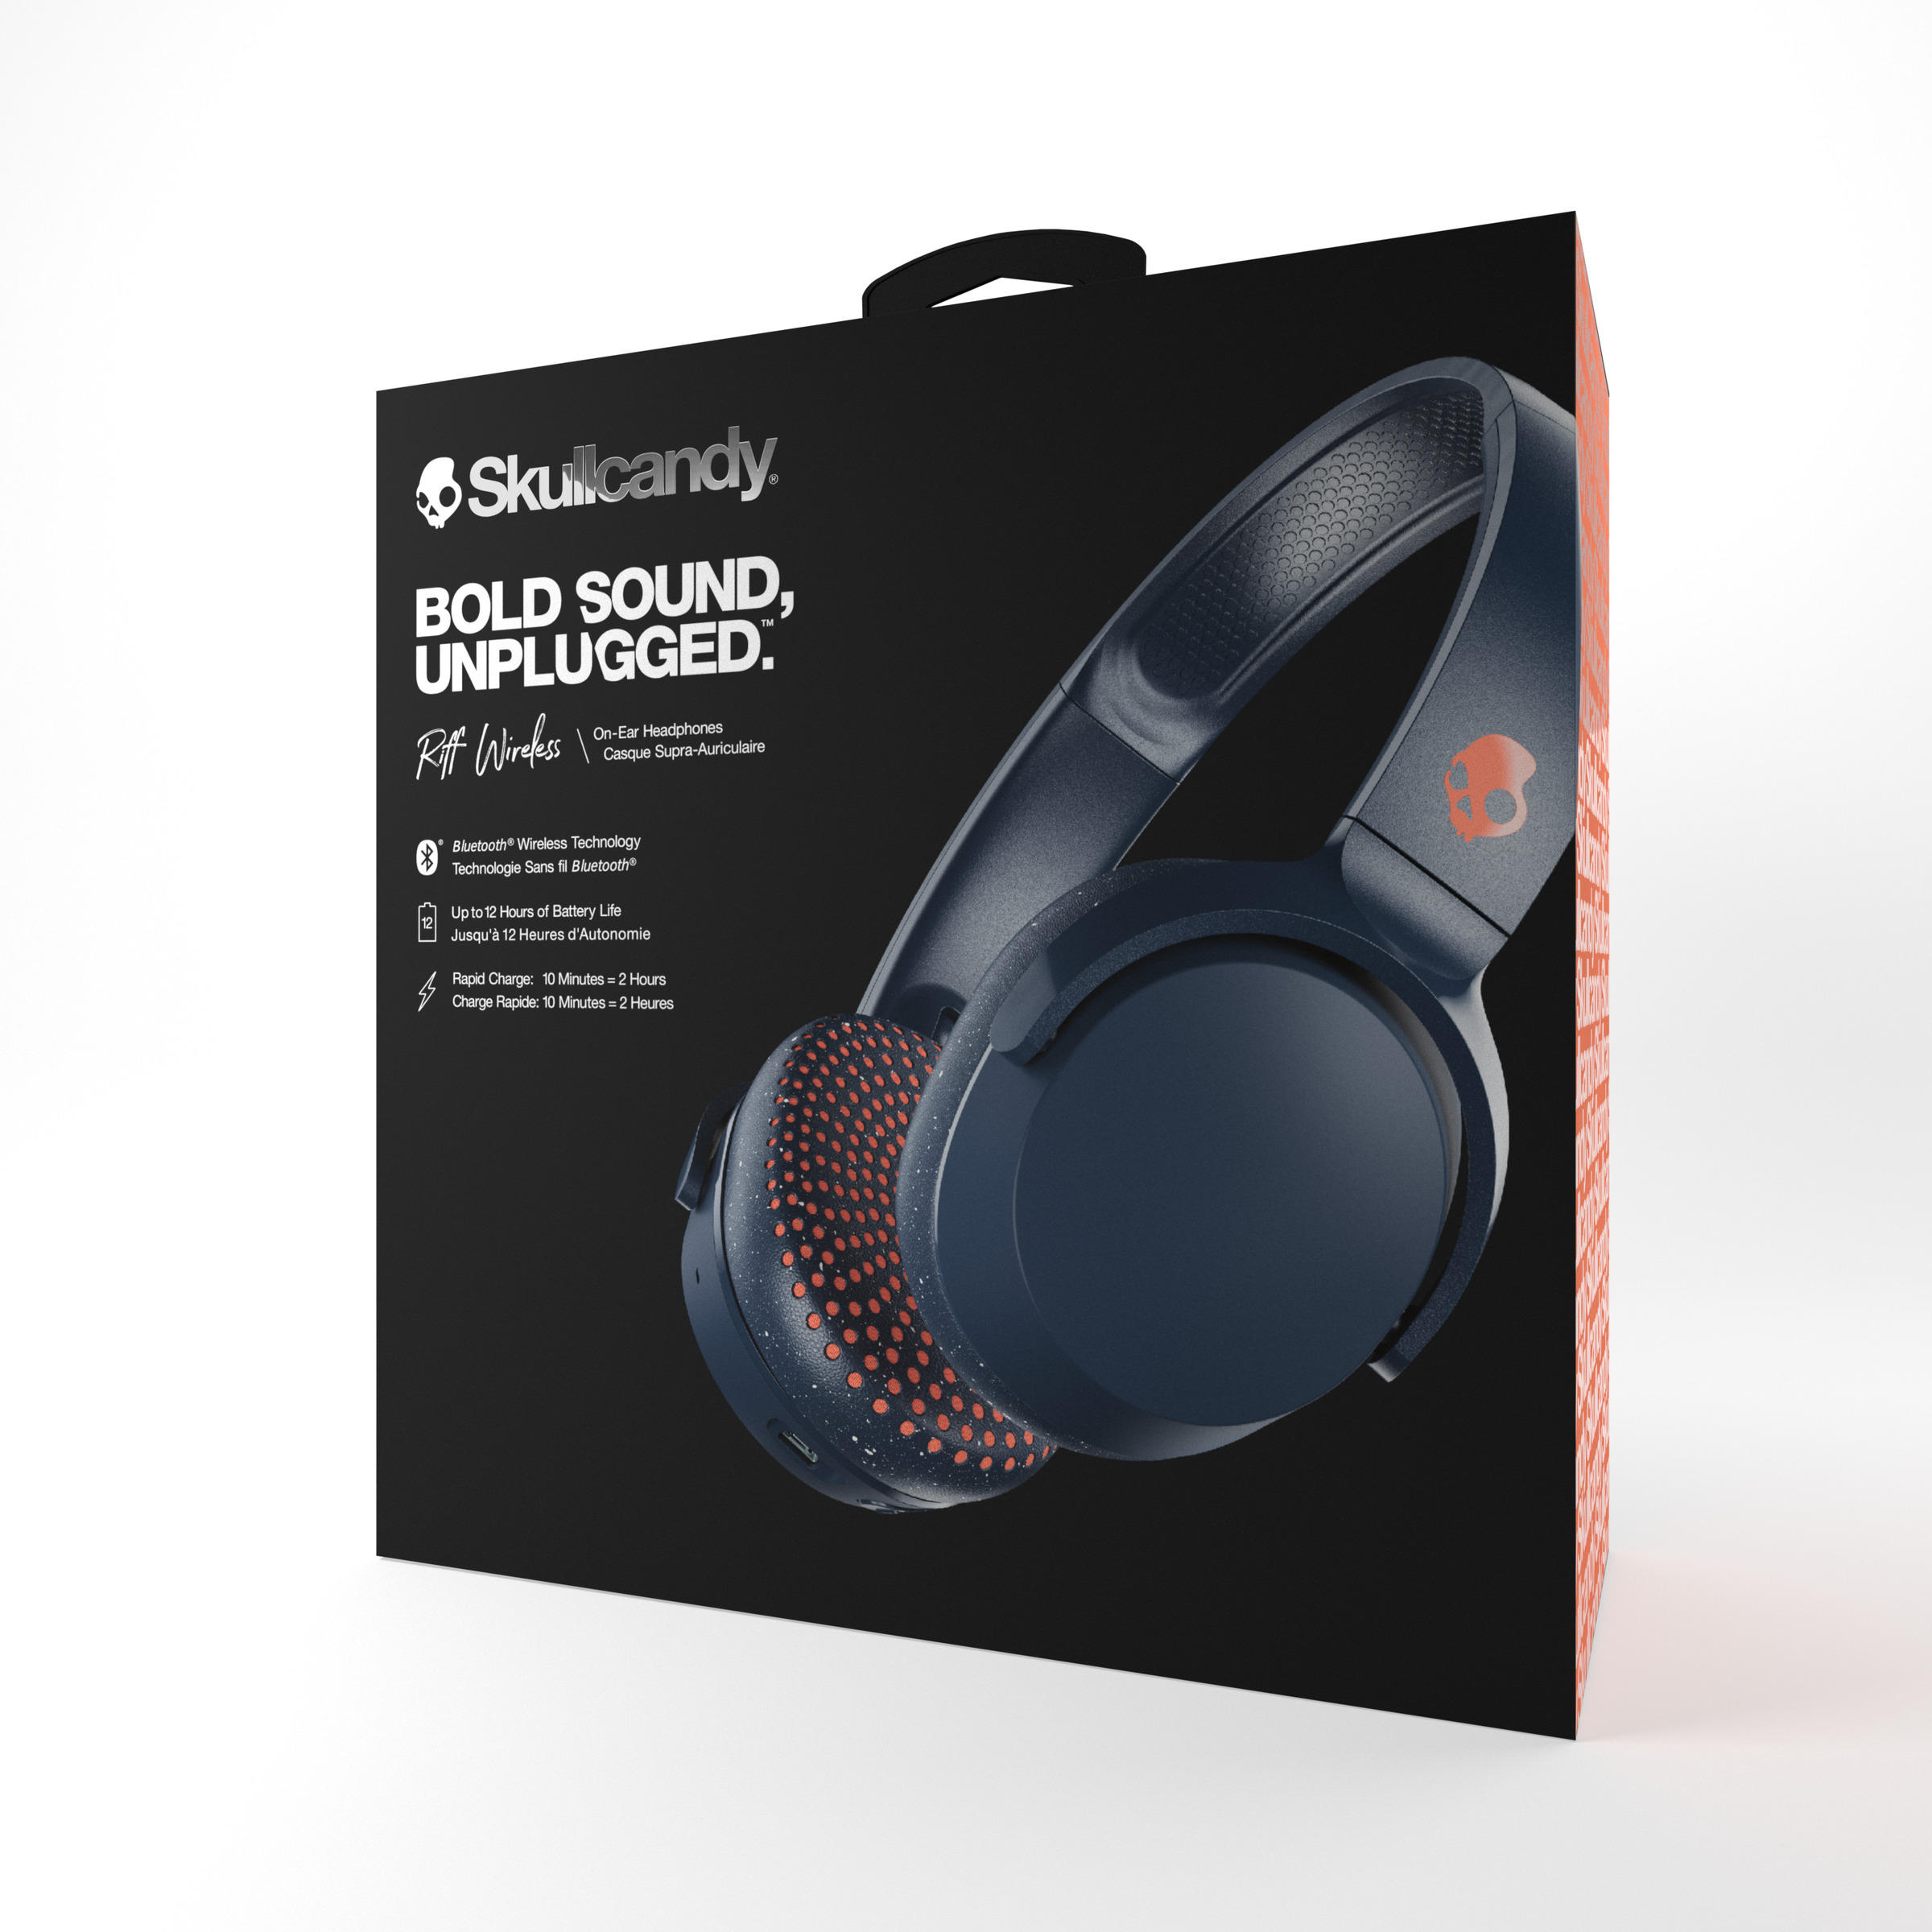 Skullcandy®
BOLD SOUND,
UNPLUGGED.™
Riff Wireless \ On-Ear Headphones
Casque Supra-Auriculaire
Bluetooth® Wireless Technology
Technologie Sans fil Bluetooth®
12
Up to 12 Hours of Battery Life
Jusqu'à 12 Heures d'Autonomie
Rapid Charge: 10 Minutes = 2 Hours
Charge Rapide: 10 Minutes = 2 Heures